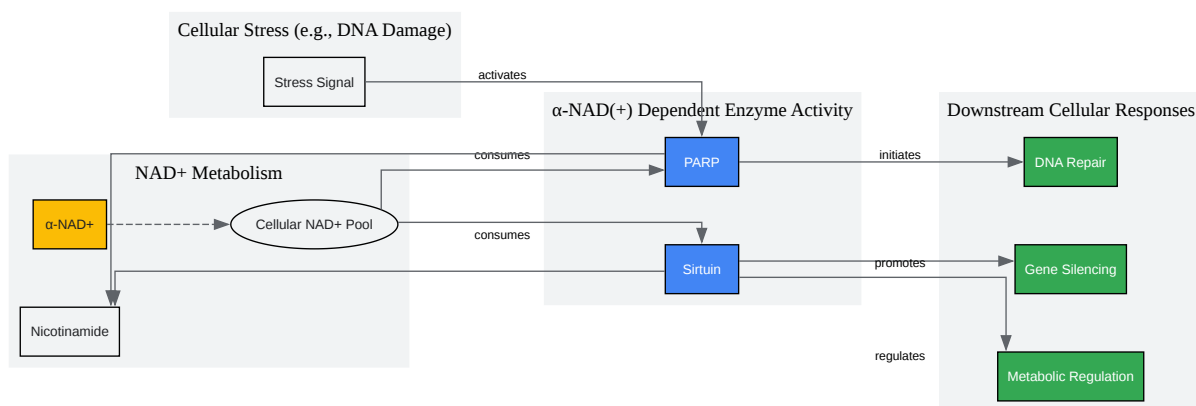 Cellular Stress (e.g., DNA Damage)
Stress Signal
activates
α-NAD(+) Dependent Enzyme Activity
Downstream Cellular Responses
consumes
PARP
initiates
DNA Repair
NAD+ Metabolism
α-NAD+
Cellular NAD+ Pool
consumes
Sirtuin
promotes
Gene Silencing
Nicotinamide
regulates
Metabolic Regulation